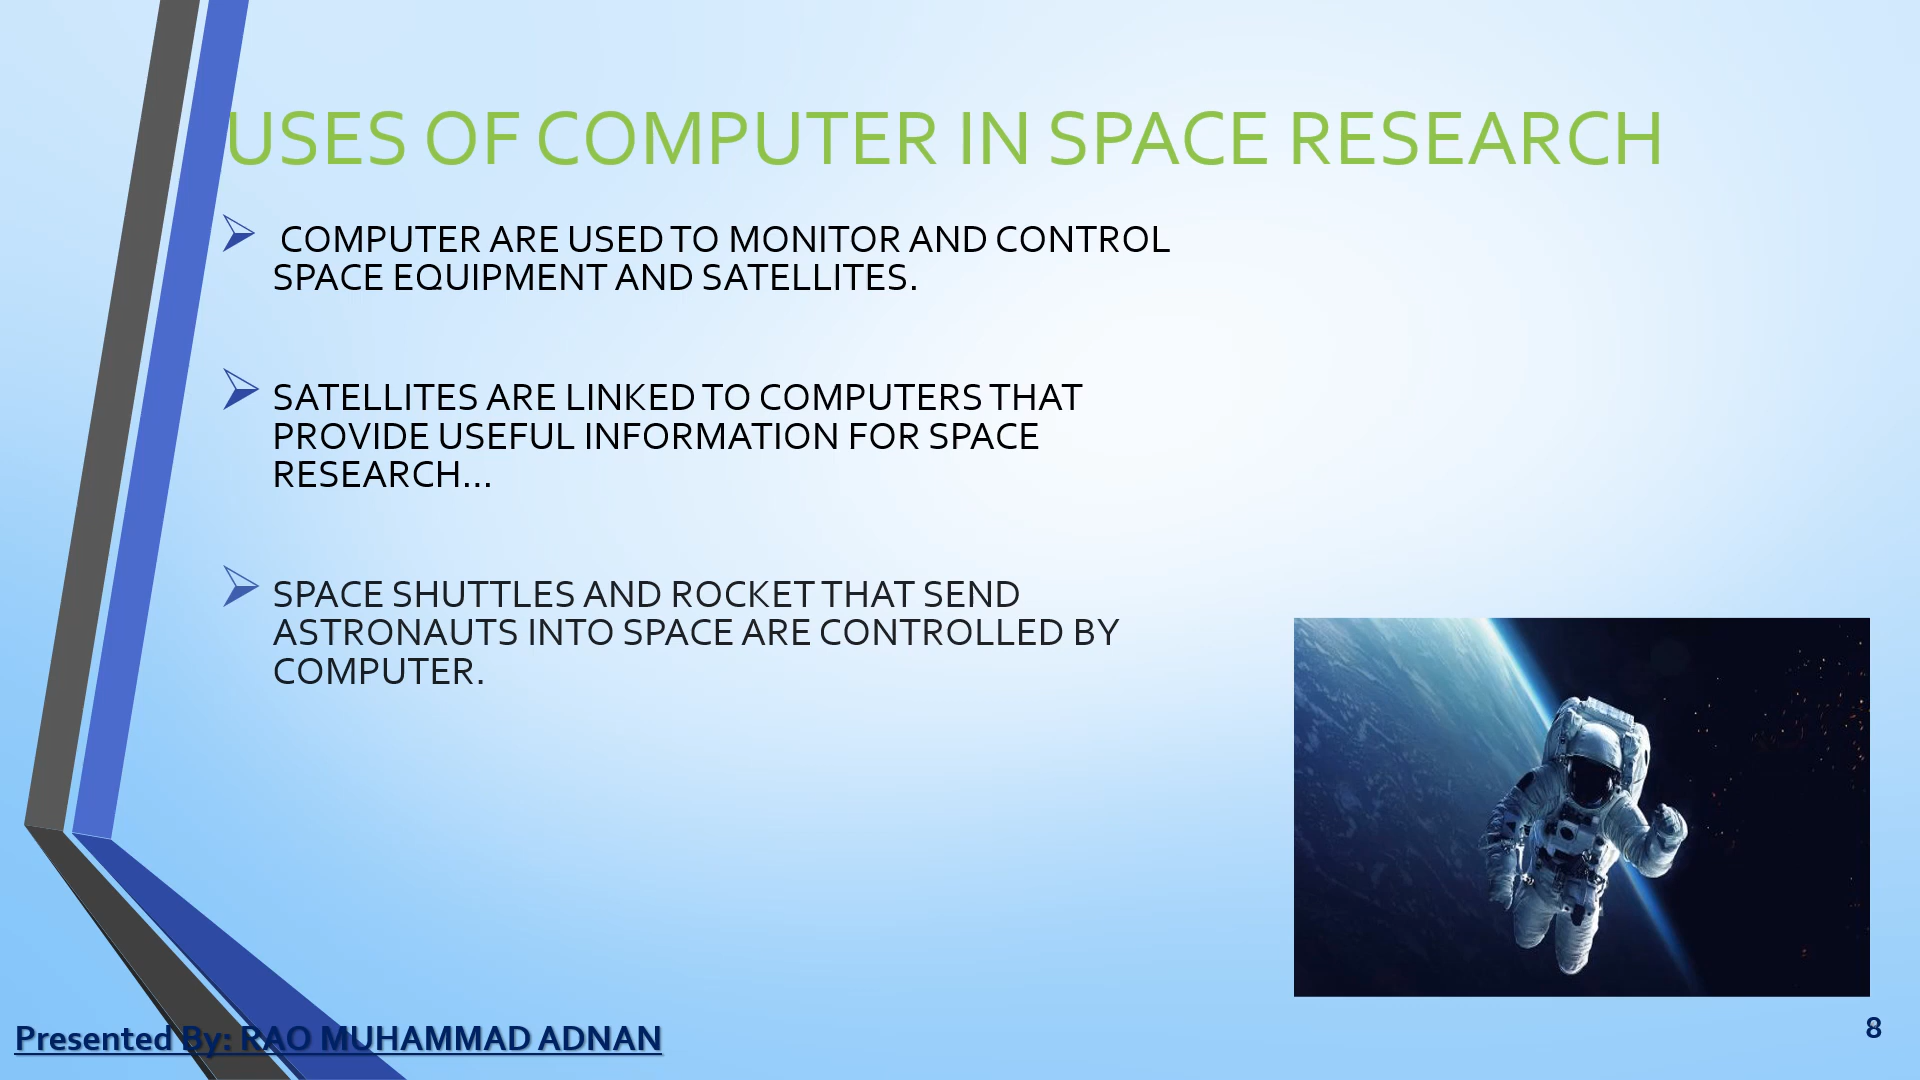 USES OF COMPUTER IN SPACE RESEARCH
COMPUTER ARE USED TO MONITOR AND CONTROL
SPACE EQUIPMENT AND SATELLITES.
SATELLITES ARE LINKED TO COMPUTERS THAT
PROVIDE USEFUL INFORMATION FOR SPACE
RESEARCH...
SPACE SHUTTLES AND ROCKET THAT SEND
ASTRONAUTS INTO SPACE ARE CONTROLLED BY
COMPUTER.
Presented By: RAO MUHAMMAD ADNAN
8